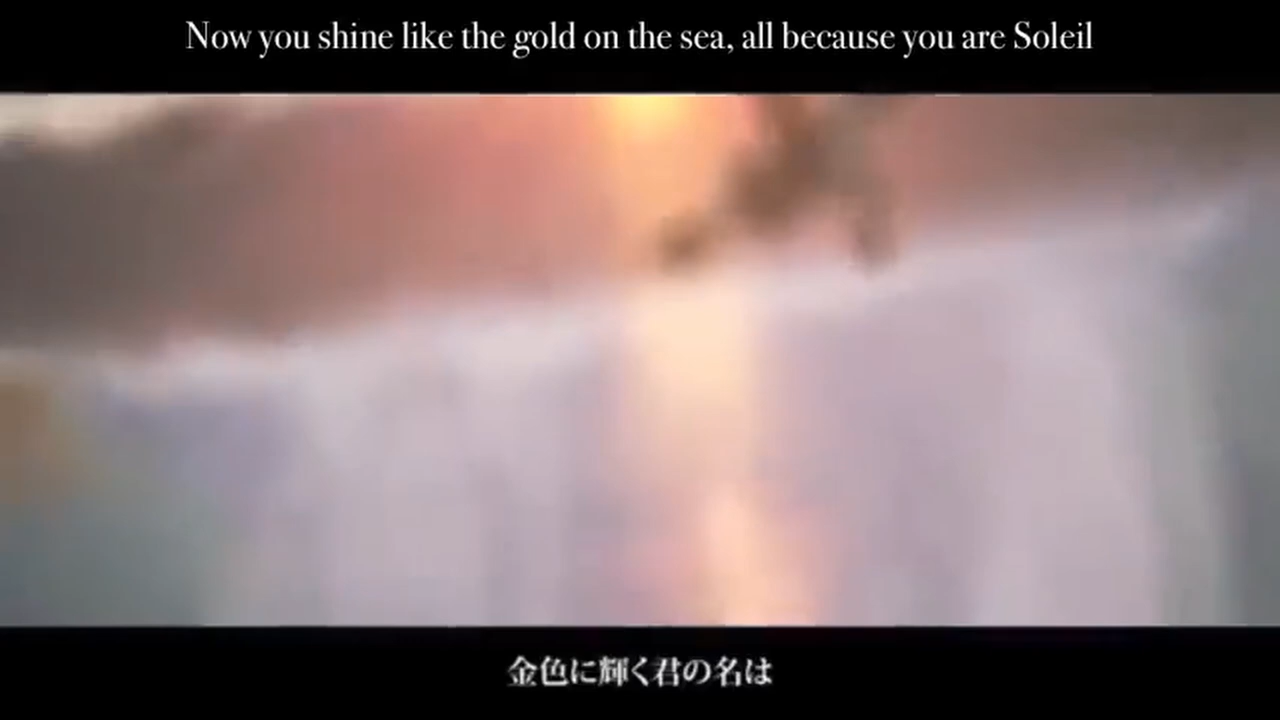 Now you shine like the gold on the sea, all because you are Soleil
金色に輝く君の名は